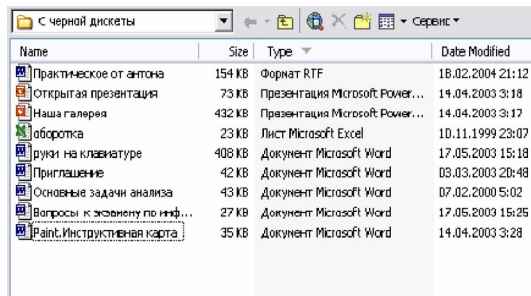 С черной дискеты Сервис
Name Size Type Date Modified
Практическое от антона 154 KB Формат RTF 18.02.2004 21:12
Открытая презентация 73 KB Презентация Microsoft Power... 14.04.2003 3:18
Наша галерея 432 KB Презентация Microsoft Power... 14.04.2003 3:17
оборотка 23 KB Лист Microsoft Excel 10.11.1999 23:07
руки на клавиатуре 408 KB Документ Microsoft Word 17.05.2003 15:18
Приглашение 42 KB Документ Microsoft Word 03.03.2003 20:48
Основные задачи анализа 43 KB Документ Microsoft Word 07.02.2000 5:02
Вопросы к экзамену по инф... 27 KB Документ Microsoft Word 17.05.2003 15:25
Paint.Инструктивная карта 35 KB Документ Microsoft Word 14.04.2003 3:28